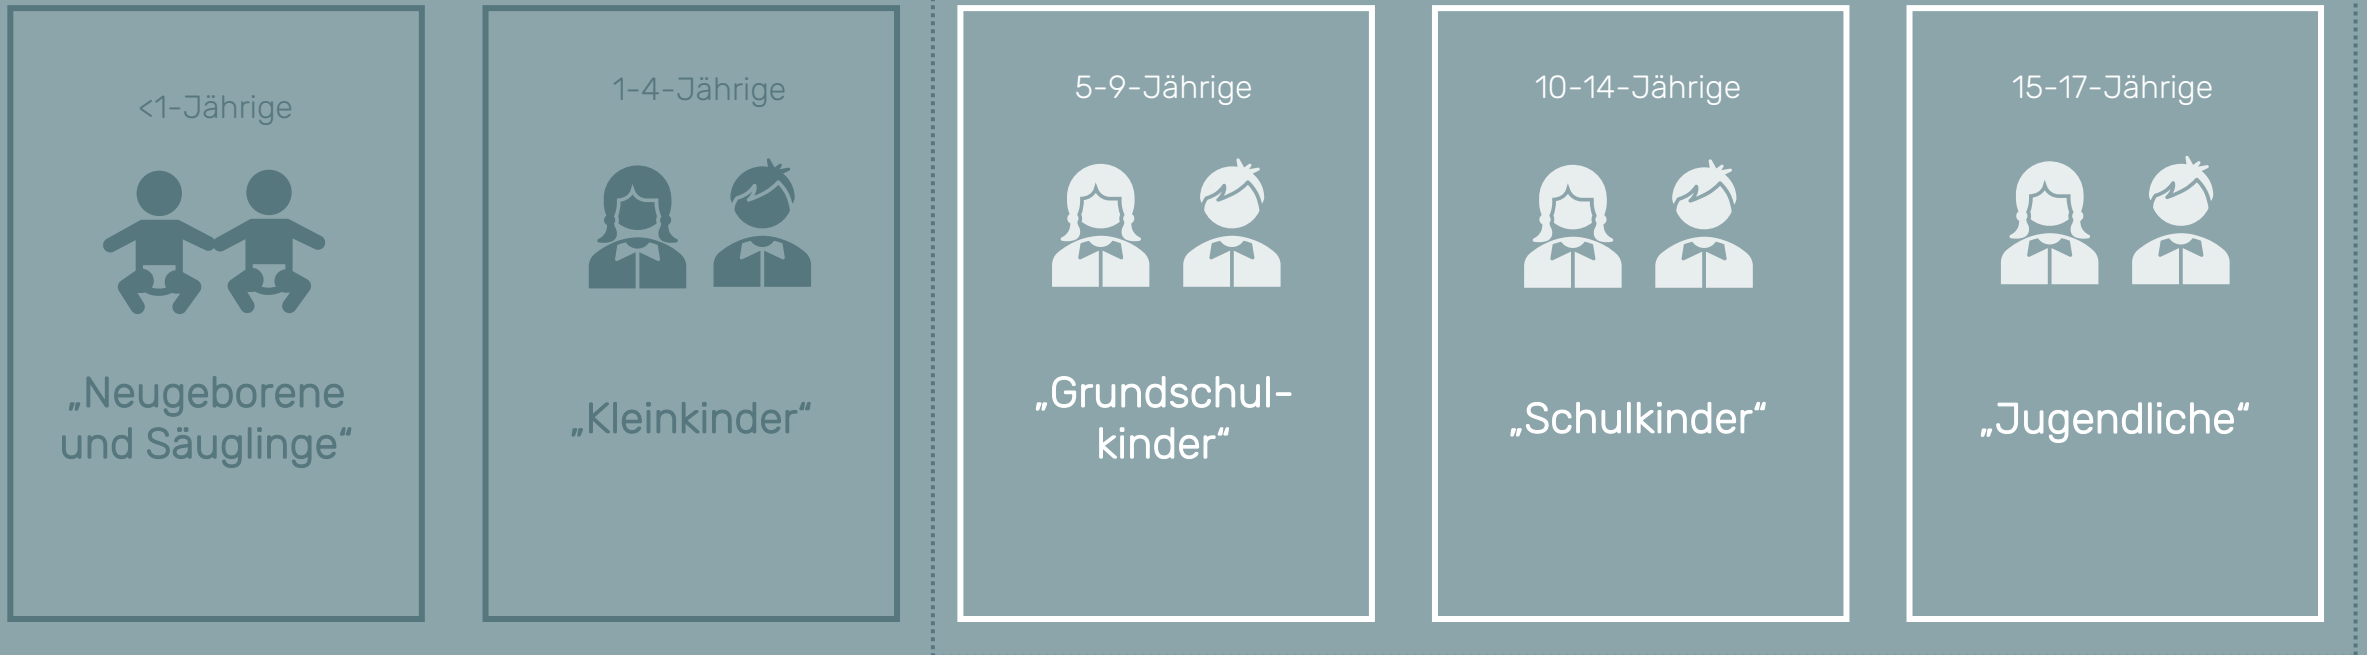 <1-Jährige
„Neugeborene
und Säuglinge“
1-4-Jährige
„Kleinkinder“
5-9-Jährige
„Grundschul-
kinder“
10-14-Jährige
„Schulkinder“
15-17-Jährige
„Jugendliche“